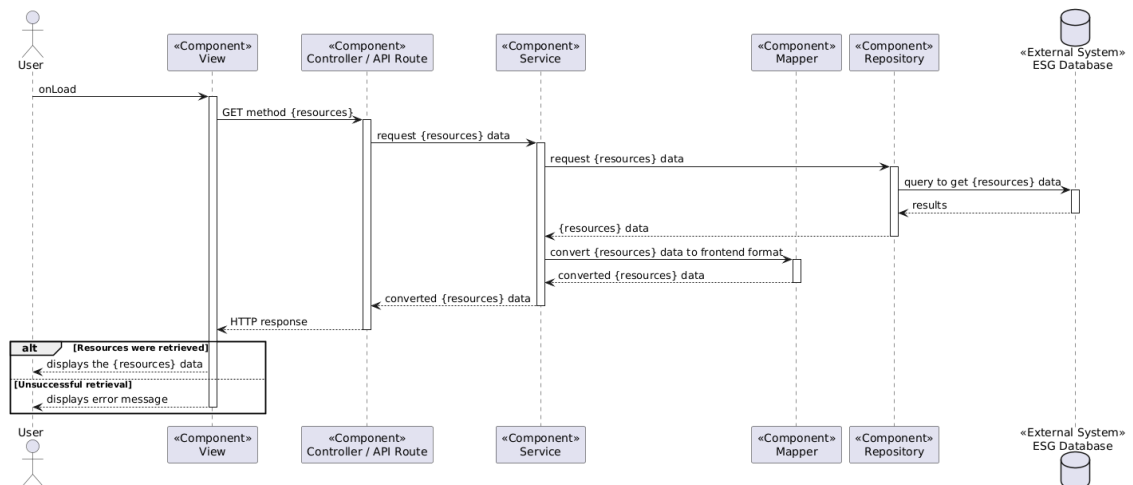 User
«Component»
View
«Component»
Controller / API Route
«Component»
Service
«Component»
Mapper
«Component»
Repository
«External System»
ESG Database
onLoad
GET method {resources}
request {resources} data
request {resources} data
query to get {resources} data
results
{resources} data
convert {resources} data to frontend format
converted {resources} data
converted {resources} data
HTTP response
alt [Resources were retrieved]
displays the {resources} data
[Unsuccessful retrieval]
displays error message
User
«Component»
View
«Component»
Controller / API Route
«Component»
Service
«Component»
Mapper
«Component»
Repository
«External System»
ESG Database